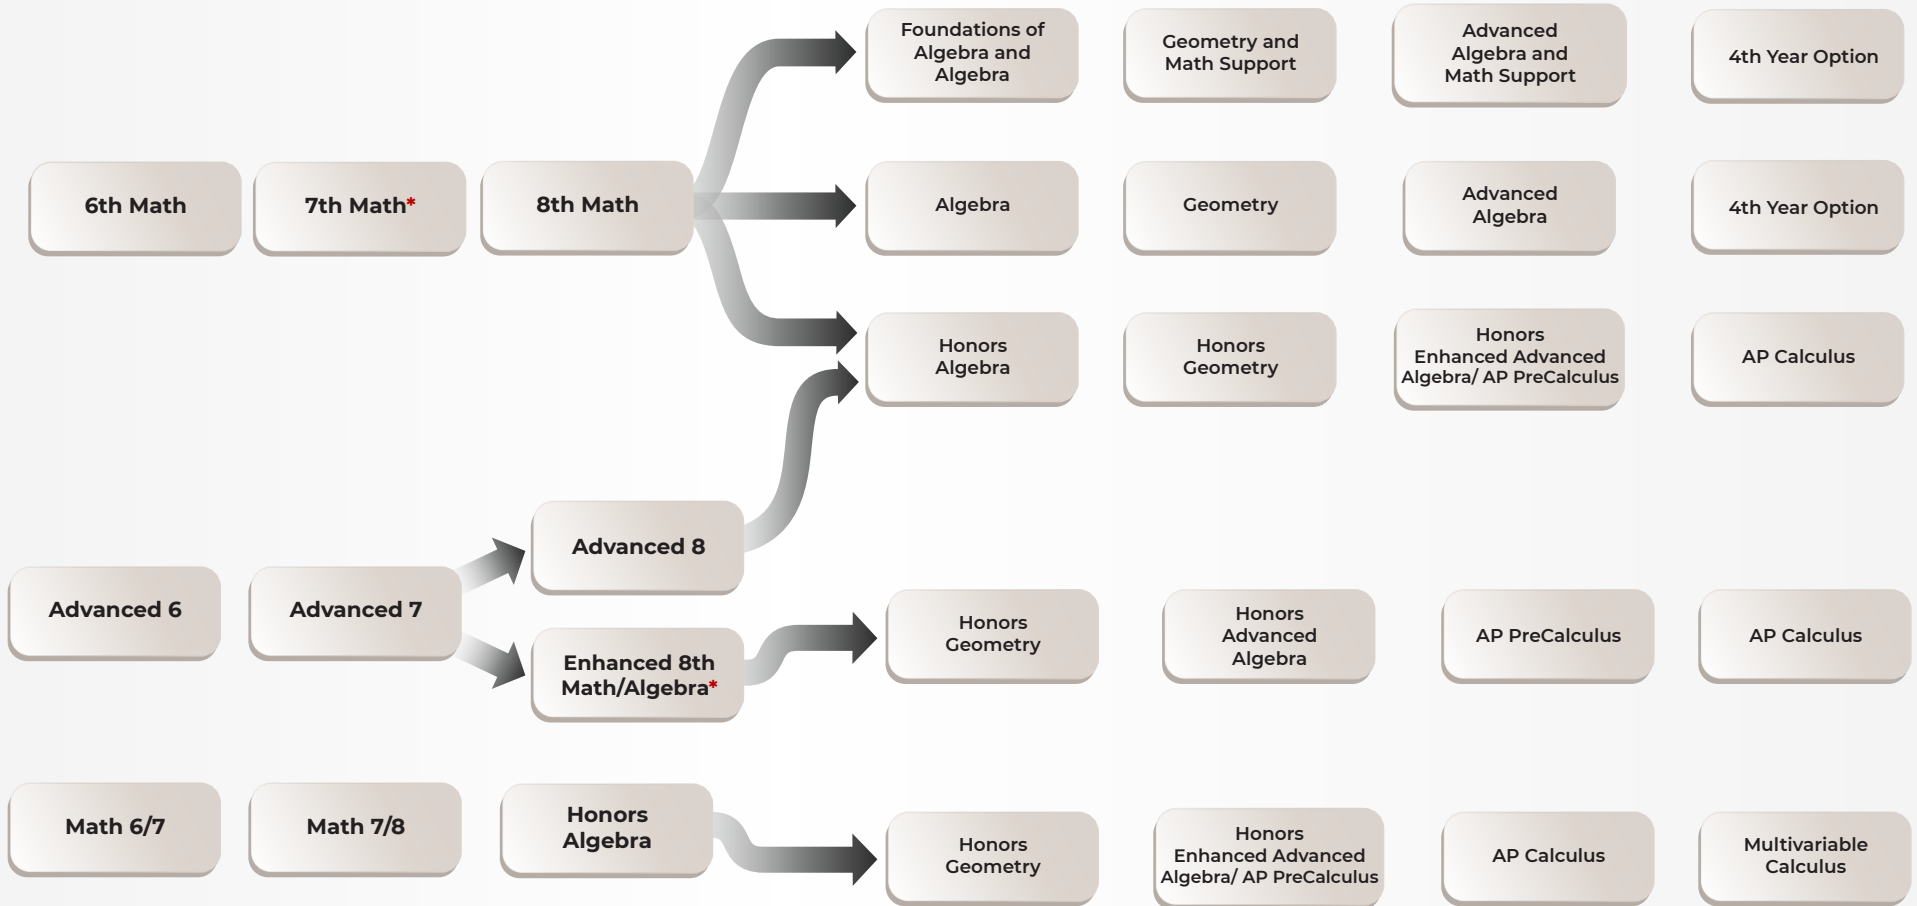 Foundations of
Algebra and
Algebra
Geometry and
Math Support
Advanced
Algebra and
Math Support
4th Year Option
6th Math
7th Math*
8th Math
Algebra
Geometry
Advanced
Algebra
4th Year Option
Honors
Algebra
Honors
Geometry
Honors
Enhanced Advanced
Algebra/ AP PreCalculus
AP Calculus
Advanced 6
Advanced 7
Advanced 8
Enhanced 8th
Math/Algebra*
Honors
Geometry
Honors
Advanced
Algebra
AP PreCalculus
AP Calculus
Math 6/7
Math 7/8
Honors
Algebra
Honors
Geometry
Honors
Enhanced Advanced
Algebra/ AP PreCalculus
AP Calculus
Multivariable
Calculus